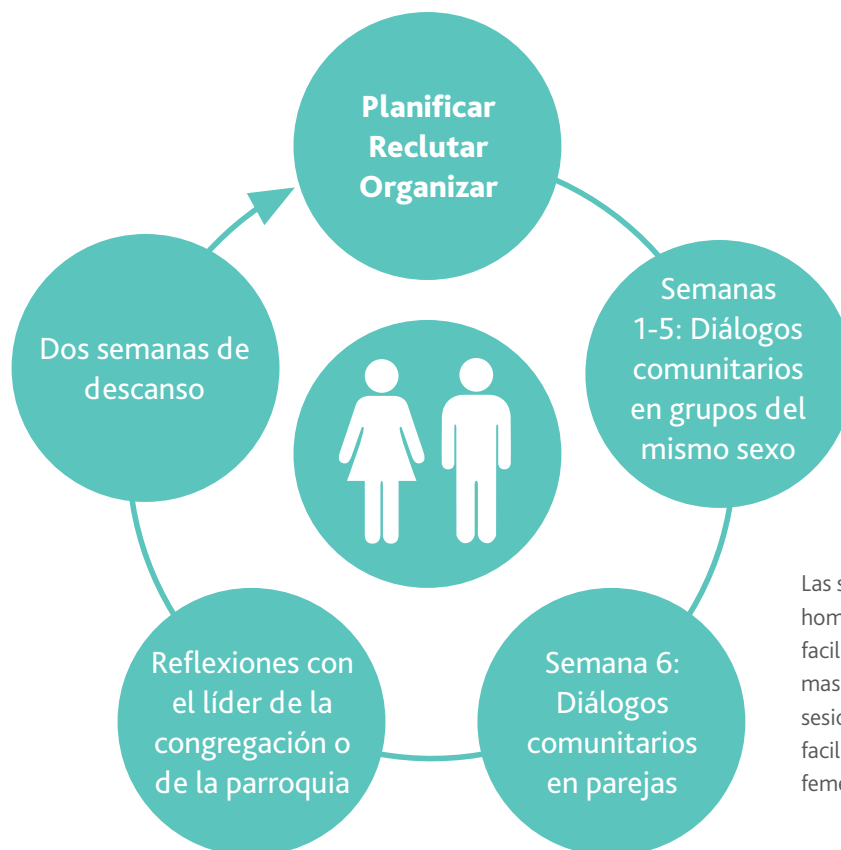 Planificar
Reclutar
Organizar
Semanas
1-5: Diálogos
comunitarios
en grupos del
mismo sexo
Semana 6:
Diálogos
comunitarios
en parejas
Reflexiones con
el líder de la
congregación o
de la parroquia
Dos semanas de
descanso
Las